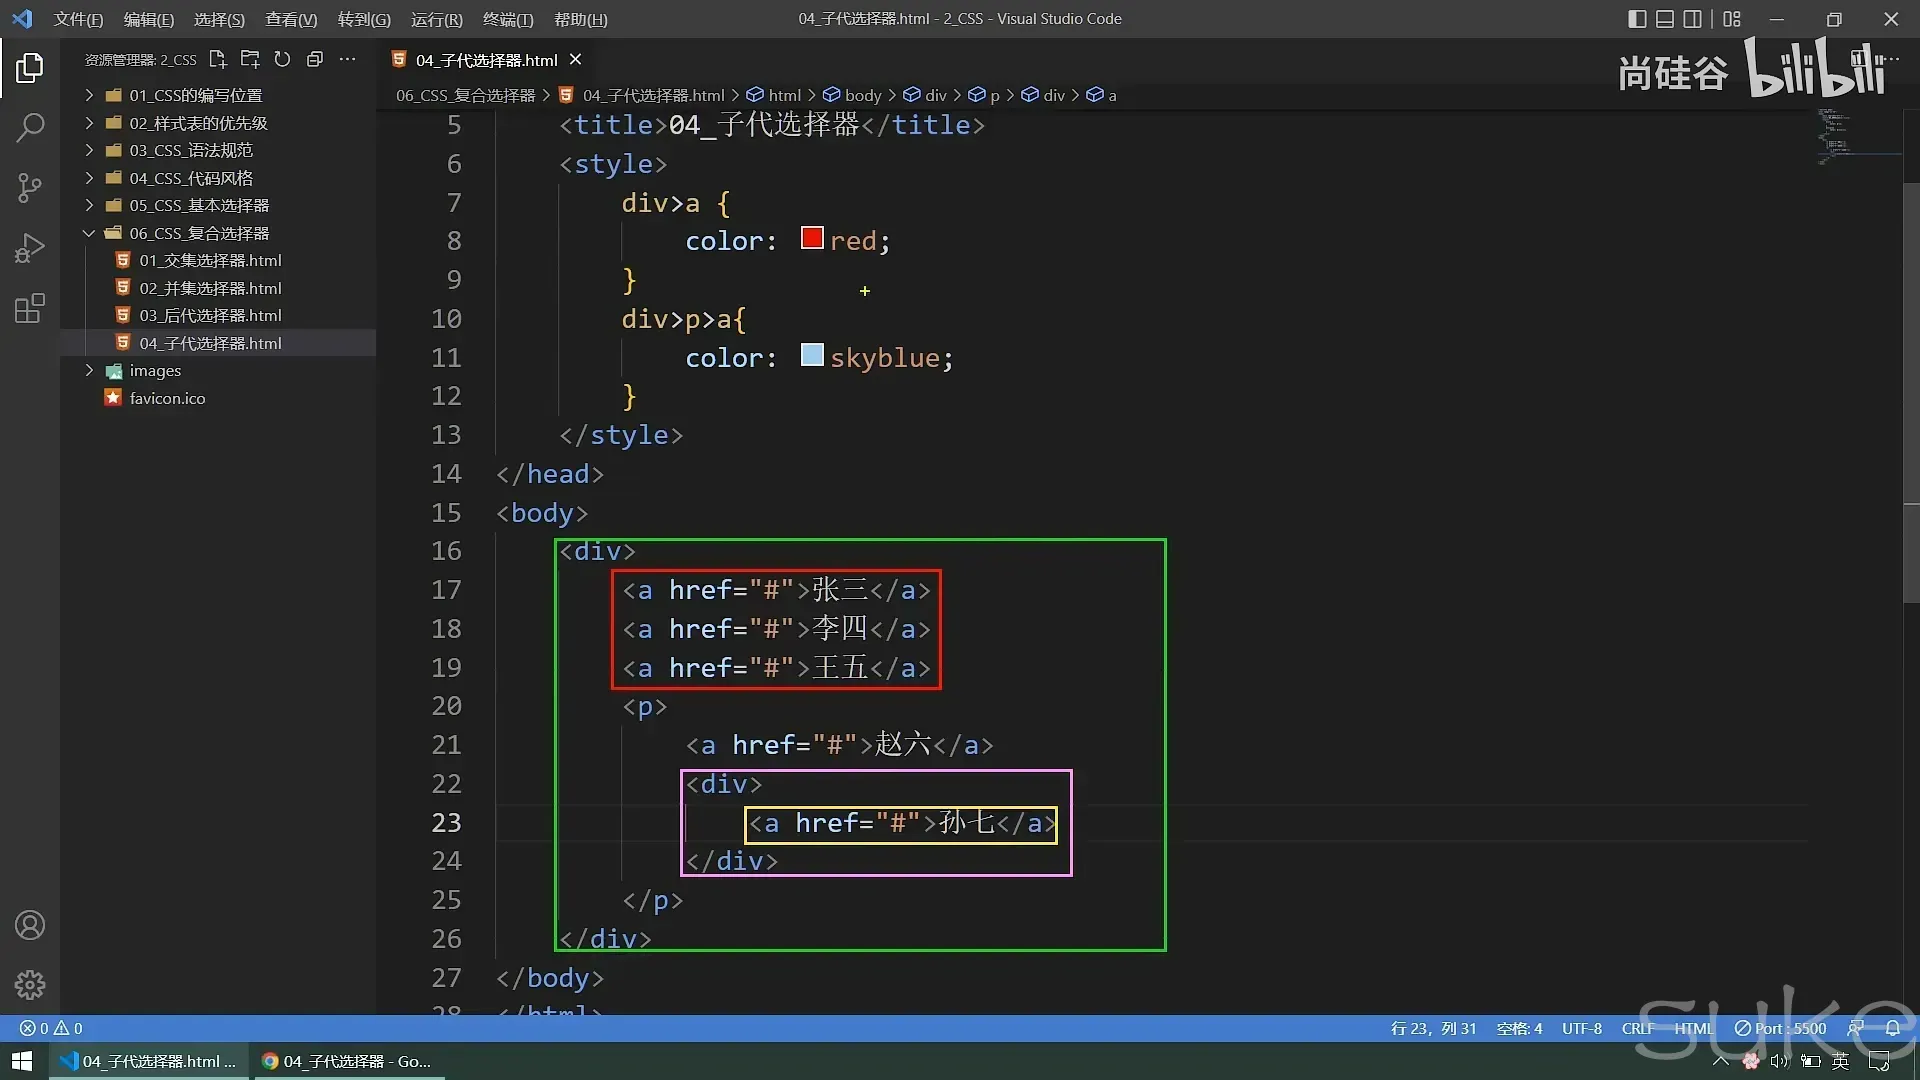 文件(F) 编辑(E) 选择(S) 查看(V) 转到(G) 运行(R) 终端(T) 帮助(H) 04_子代选择器.html - 2_CSS - Visual Studio Code
尚硅谷 bilibili
资源管理器: 2_CSS
01_CSS的编写位置
02_样式表的优先级
03_CSS_语法规范
04_CSS_代码风格
05_CSS_基本选择器
06_CSS_复合选择器
01_交集选择器.html
02_并集选择器.html
03_后代选择器.html
04_子代选择器.html
images
favicon.ico
04_子代选择器.html
06_CSS_复合选择器 > 04_子代选择器.html > html > body > div > p > div > a
5 <title>04_子代选择器</title>
6 <style>
7 div>a {
8 color: red;
9 }
10 div>p>a{
11 color: skyblue;
12 }
13 </style>
14 </head>
15 <body>
16 <div>
17 <a href="#">张三</a>
18 <a href="#">李四</a>
19 <a href="#">王五</a>
20 <p>
21 <a href="#">赵六</a>
22 <div>
23 <a href="#">孙七</a>
24 </div>
25 </p>
26 </div>
27 </body>
28 </html>
0 0 行 23，列 31 空格: 4 UTF-8 CRLF HTML Port : 5500
suke
04_子代选择器.html ... 04_子代选择器 - Go... 英